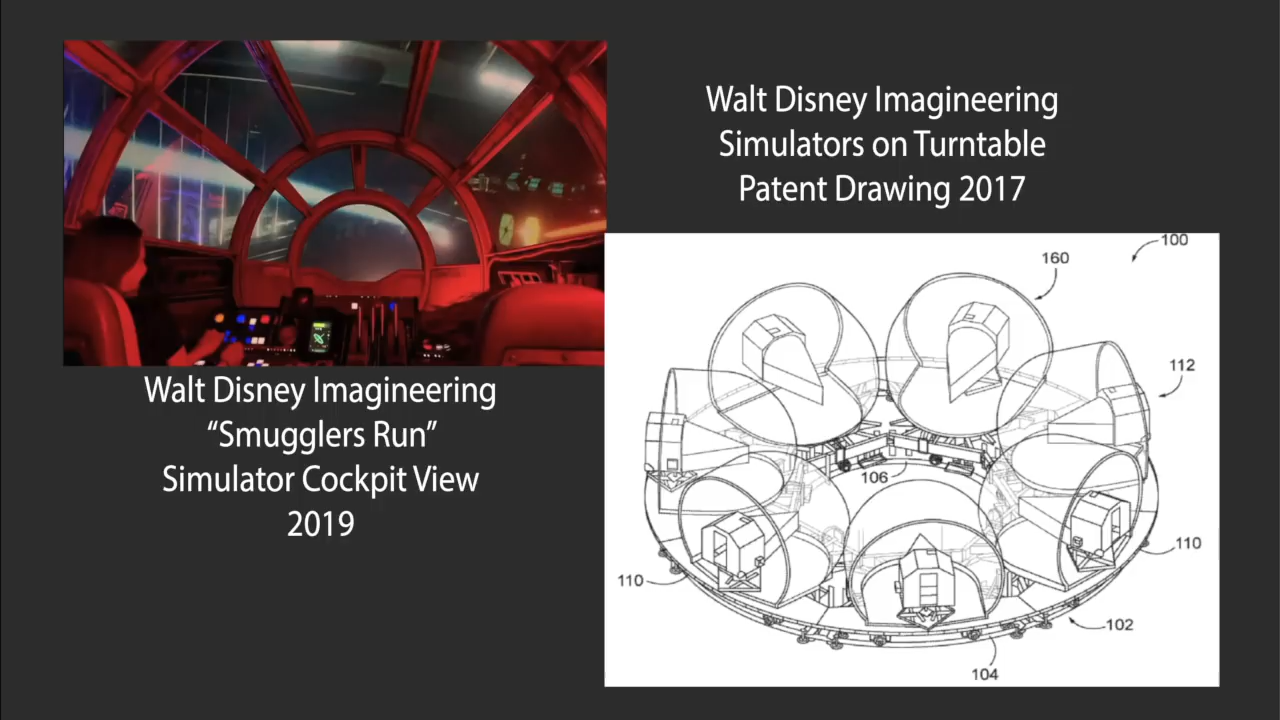 Walt Disney Imagineering
Simulators on Turntable
Patent Drawing 2017
Walt Disney Imagineering
“Smugglers Run”
Simulator Cockpit View
2019
100
160
112
106
110
110
102
104